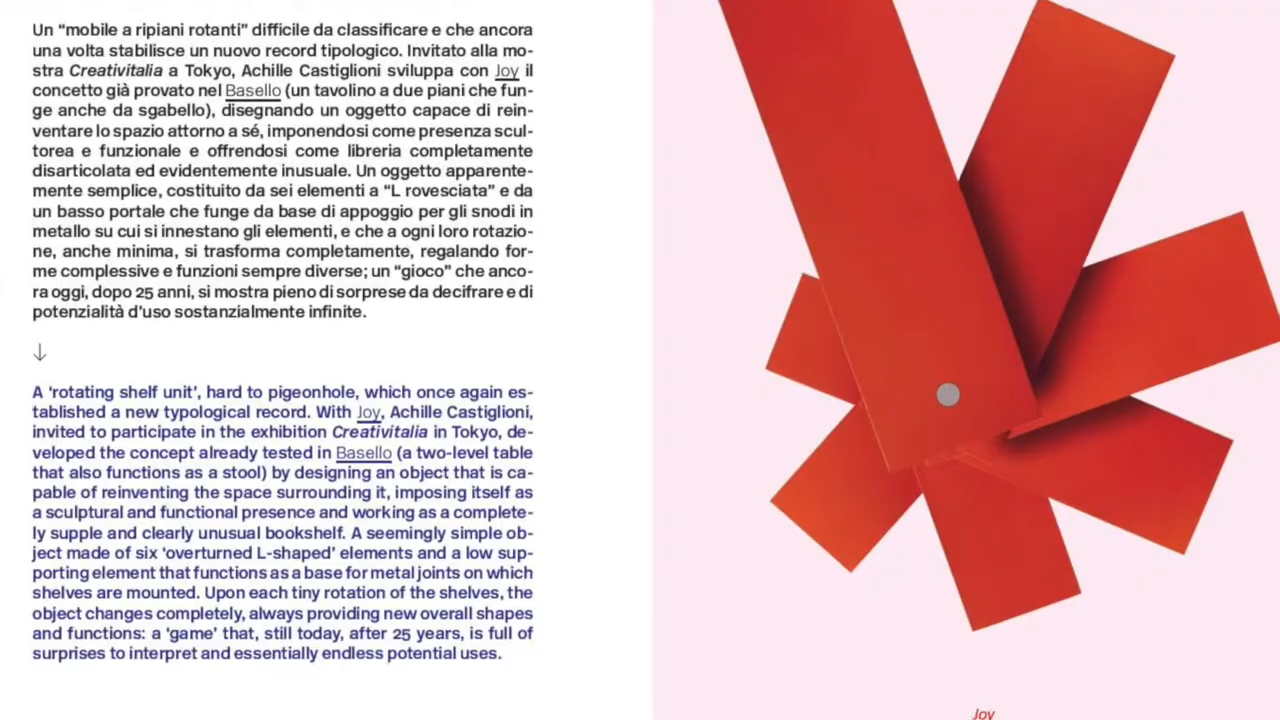 Un “mobile a ripiani rotanti” difficile da classificare e che ancora
una volta stabilisce un nuovo record tipologico. Invitato alla mo-
stra Creativitalia a Tokyo, Achille Castiglioni sviluppa con Joy il
concetto già provato nel Basello (un tavolino a due piani che fun-
ge anche da sgabello), disegnando un oggetto capace di rein-
ventare lo spazio attorno a sé, imponendosi come presenza scul-
torea e funzionale e offrendosi come libreria completamente
disarticolata ed evidentemente inusuale. Un oggetto apparente-
mente semplice, costituito da sei elementi a “L rovesciata” e da
un basso portale che funge da base di appoggio per gli snodi in
metallo su cui si innestano gli elementi, e che a ogni loro rotazio-
ne, anche minima, si trasforma completamente, regalando for-
me complessive e funzioni sempre diverse; un “gioco” che anco-
ra oggi, dopo 25 anni, si mostra pieno di sorprese da decifrare e di
potenzialità d’uso sostanzialmente infinite.
↓
A ‘rotating shelf unit’, hard to pigeonhole, which once again es-
tablished a new typological record. With Joy, Achille Castiglioni,
invited to participate in the exhibition Creativitalia in Tokyo, de-
veloped the concept already tested in Basello (a two-level table
that also functions as a stool) by designing an object that is ca-
pable of reinventing the space surrounding it, imposing itself as
a sculptural and functional presence and working as a complete-
ly supple and clearly unusual bookshelf. A seemingly simple ob-
ject made of six ‘overturned L-shaped’ elements and a low sup-
porting element that functions as a base for metal joints on which
shelves are mounted. Upon each tiny rotation of the shelves, the
object changes completely, always providing new overall shapes
and functions: a ‘game’ that, still today, after 25 years, is full of
surprises to interpret and essentially endless potential uses.
Joy